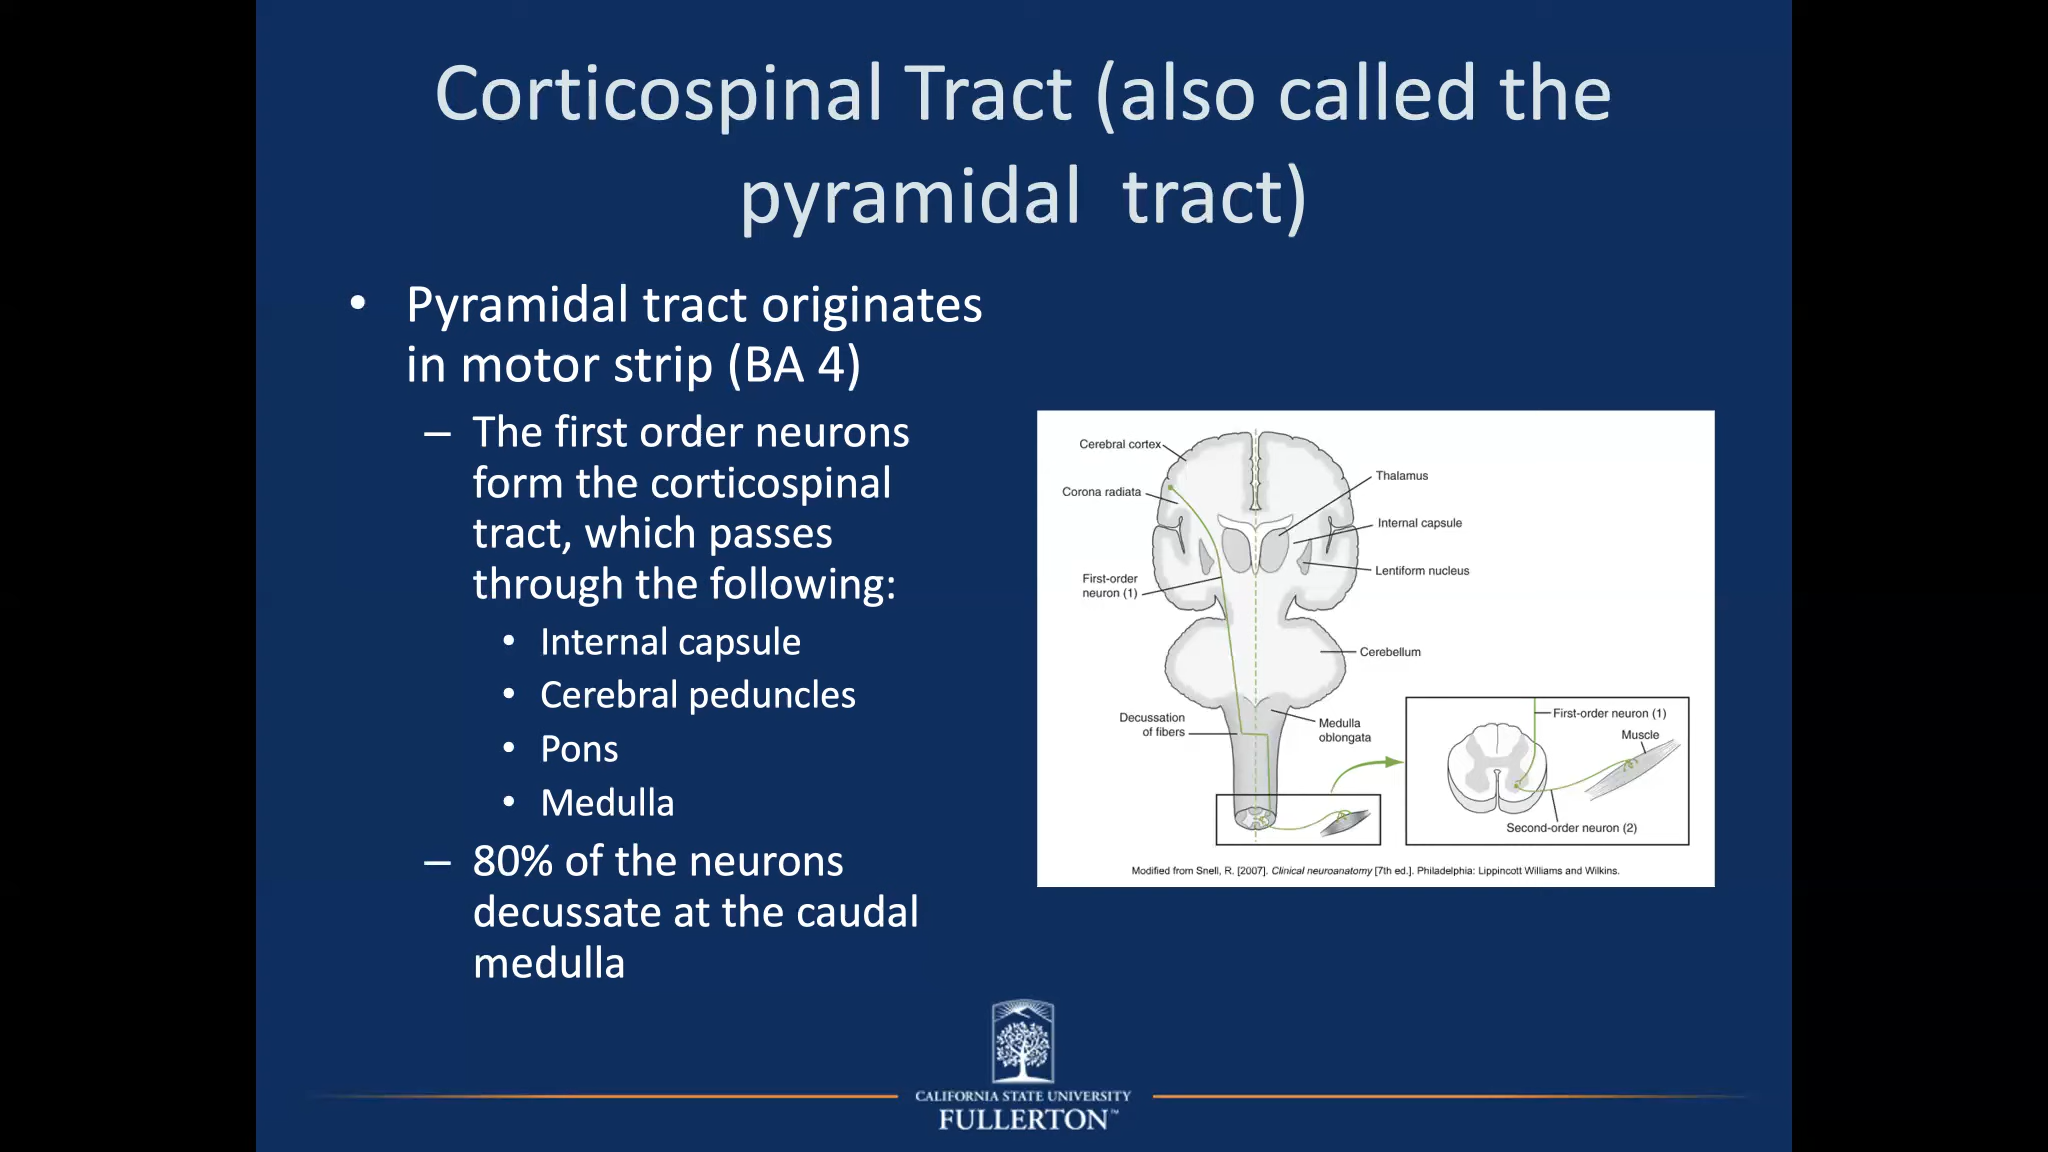 Corticospinal Tract (also called the
pyramidal tract)
• Pyramidal tract originates
in motor strip (BA 4)
– The first order neurons
form the corticospinal
tract, which passes
through the following:
• Internal capsule
• Cerebral peduncles
• Pons
• Medulla
– 80% of the neurons
decussate at the caudal
medulla
Cerebral cortex
Corona radiata
First-order
neuron (1)
Decussation
of fibers
Thalamus
Internal capsule
Lentiform nucleus
Cerebellum
Medulla
oblongata
First-order neuron (1)
Muscle
Second-order neuron (2)
Modified from Snell, R. [2007]. Clinical neuroanatomy [7th ed.]. Philadelphia: Lippincott Williams and Wilkins.
CALIFORNIA STATE UNIVERSITY
FULLERTON™